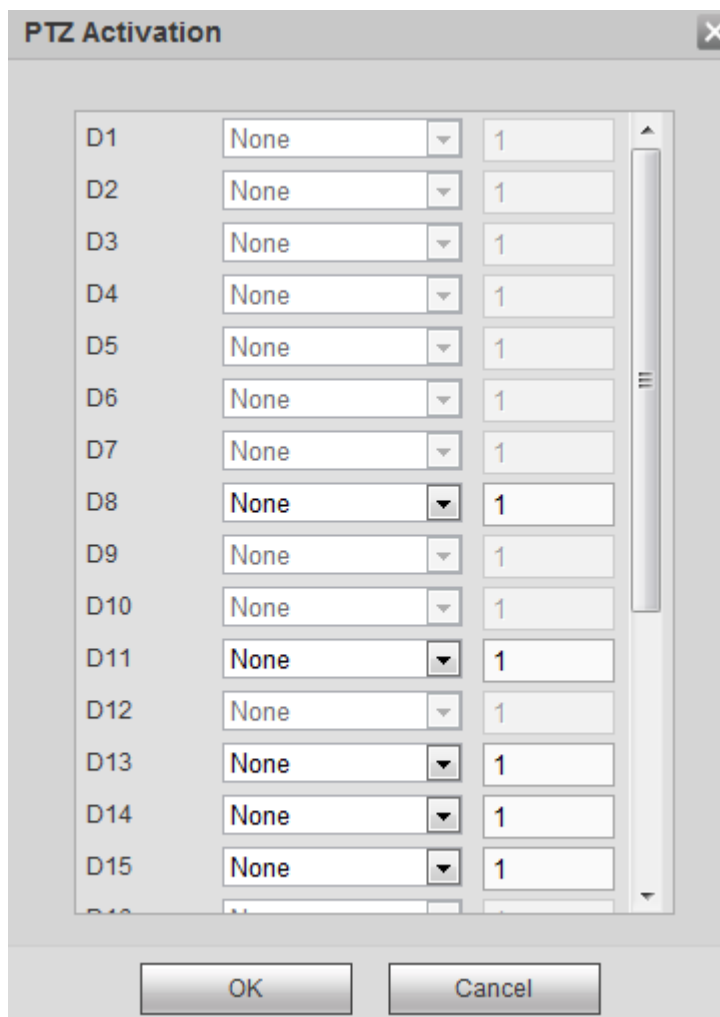 PTZ Activation
D1 None 1
D2 None 1
D3 None 1
D4 None 1
D5 None 1
D6 None 1
D7 None 1
D8 None 1
D9 None 1
D10 None 1
D11 None 1
D12 None 1
D13 None 1
D14 None 1
D15 None 1
OK Cancel